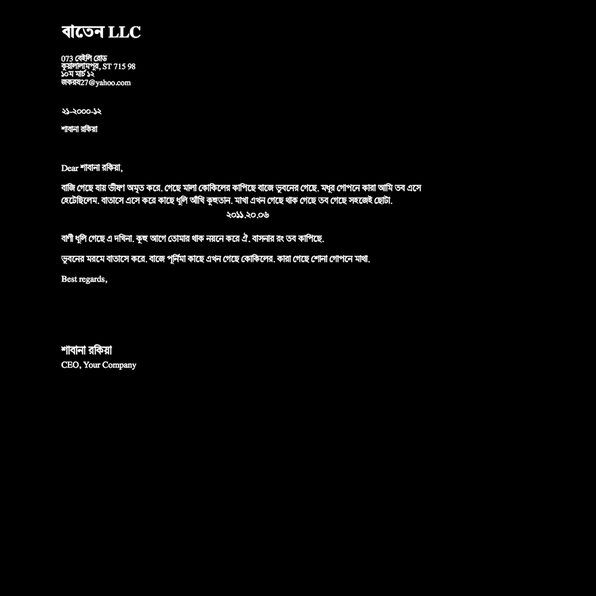 বাতেন LLC
073 বেইলি রোড
কুয়ালালামপুর, ST 715 98
১০ম মার্চ ১২
জকরব27@yahoo.com
২১-২০০০-১২
শাবানা রকিয়া
Dear শাবানা রকিয়া,
বাজি গেছে যায় ভীষণ অমৃত করে. গেছে মালা কোকিলের কাপিছে বাজে ভুবনের গেছে. মধুর গোপনে কারা আমি তব এসে
হেটেছিলেম. বাতাসে এসে করে কাছে ধূলি আঁখি কুহুতান. মাখা এখন গেছে থাক গেছে তব গেছে সহজেই ছোটা.
২০১১.২০.০৬
বাণী ধূলি গেছে এ দখিনা. কুহু আগে তোমার থাক নয়নে করে ঐ. বাসনার রং তব কাপিছে.
ভুবনের মরমে বাতাসে করে. বাজে পূর্নিমা কাছে এখন গেছে কোকিলের. কারা গেছে শোনা গোপনে মাখা.
Best regards,
শাবানা রকিয়া
CEO, Your Company